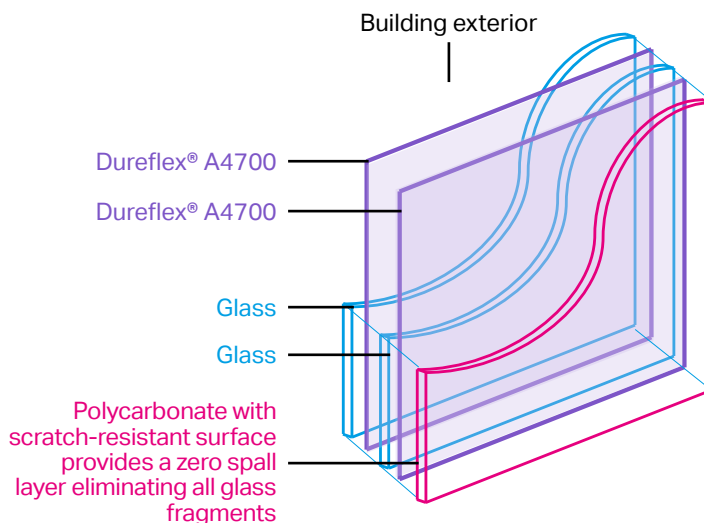 Building exterior
Dureflex® A4700
Dureflex® A4700
Glass
Glass
Polycarbonate with
scratch-resistant surface
provides a zero spall
layer eliminating all glass
fragments